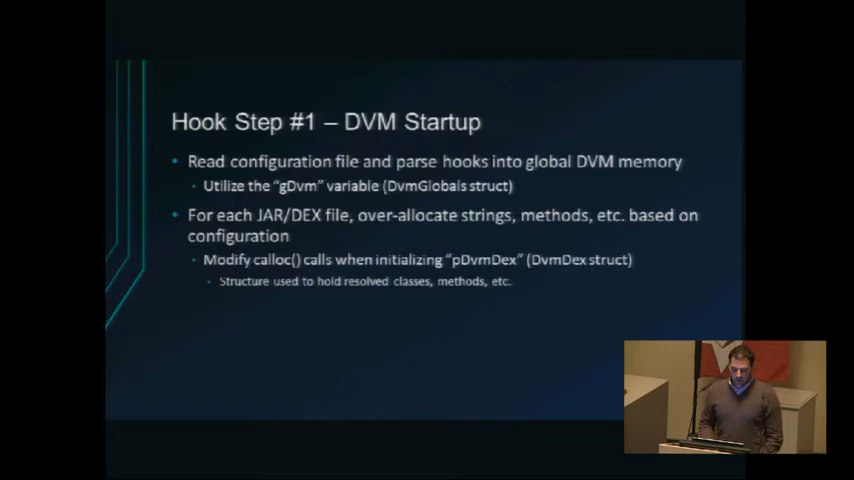 Hook Step #1 – DVM Startup
• Read configuration file and parse hooks into global DVM memory
• Utilize the "gDvm" variable (DvmGlobals struct)
• For each JAR/DEX file, over-allocate strings, methods, etc. based on
configuration
• Modify calloc() calls when initializing "pDvmDex" (DvmDex struct)
• Structure used to hold resolved classes, methods, etc.